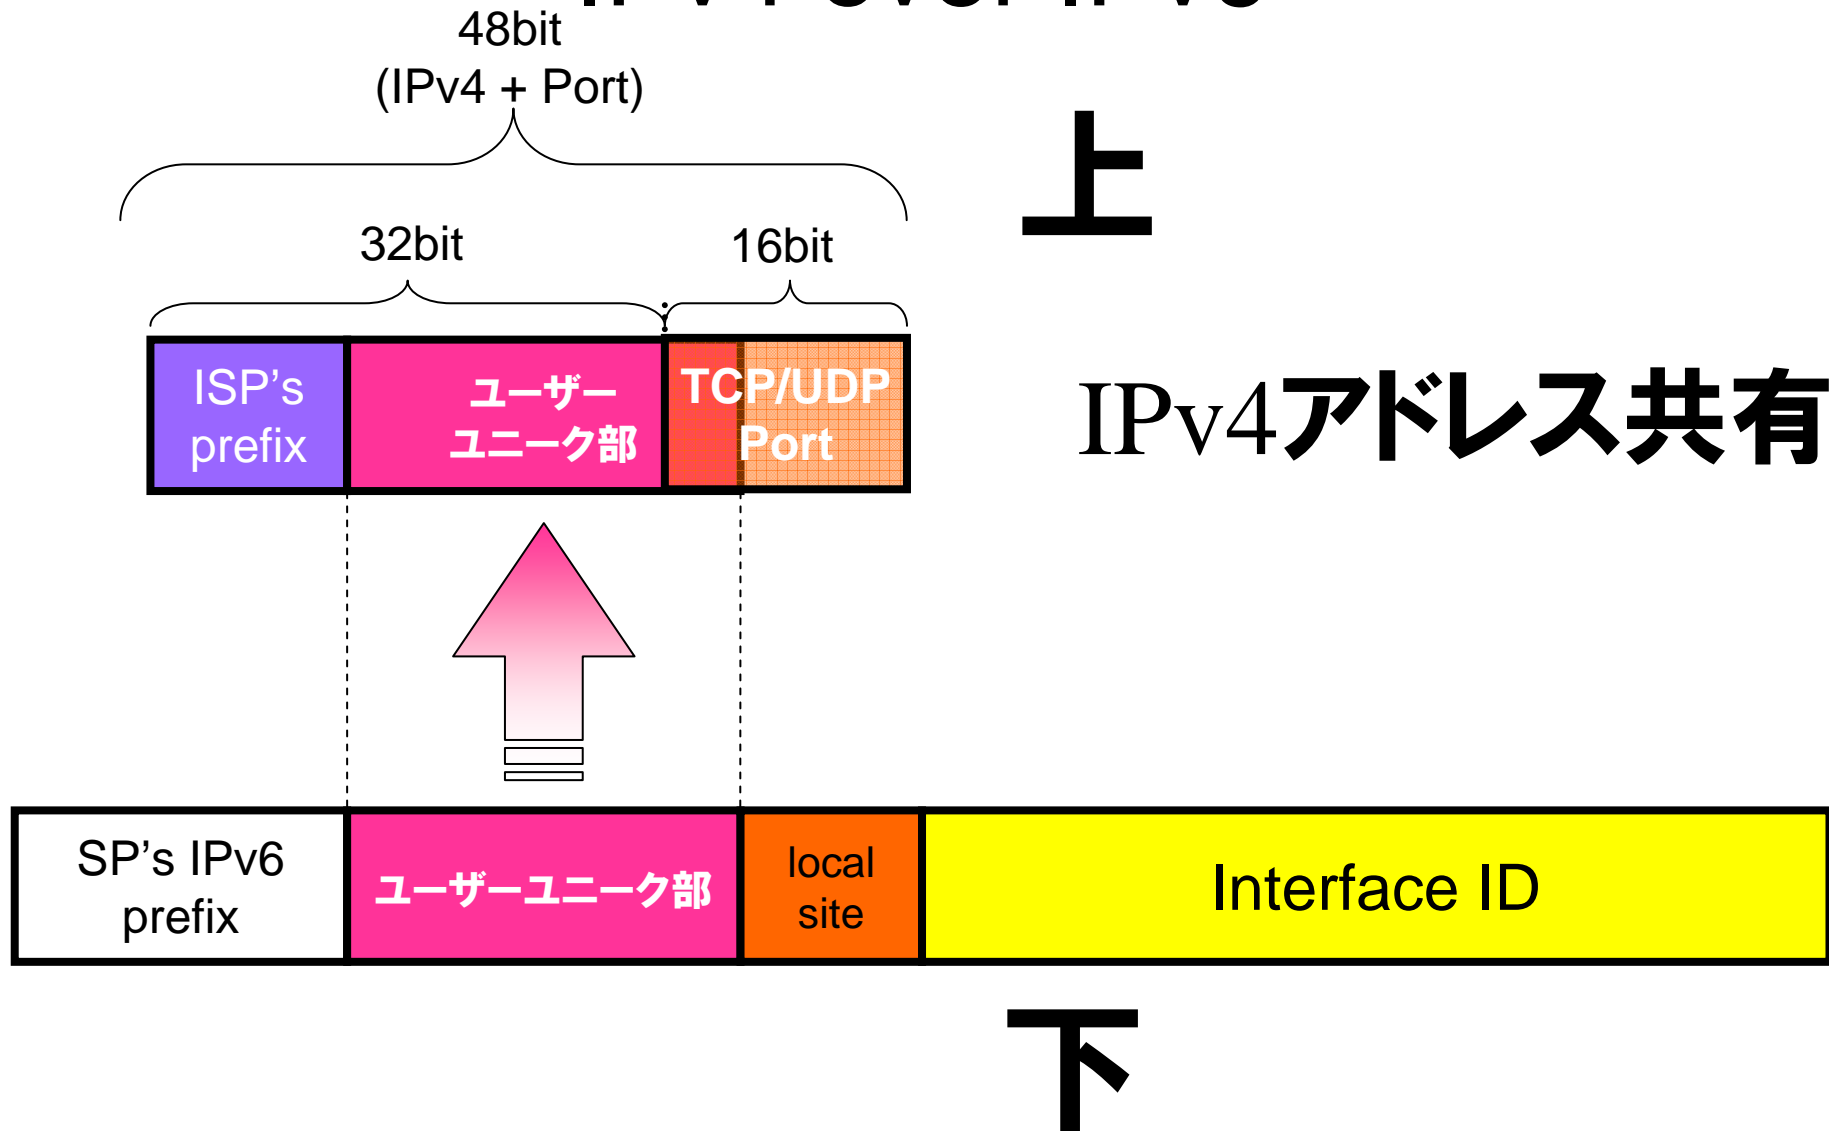 48bit
(IPv4 + Port)
上
32bit
16bit
ISP’s
prefix
ユーザー
ユニーク部
TCP/UDP
Port
IPv4アドレス共有
SP’s IPv6
prefix
ユーザーユニーク部
local
site
Interface ID
下